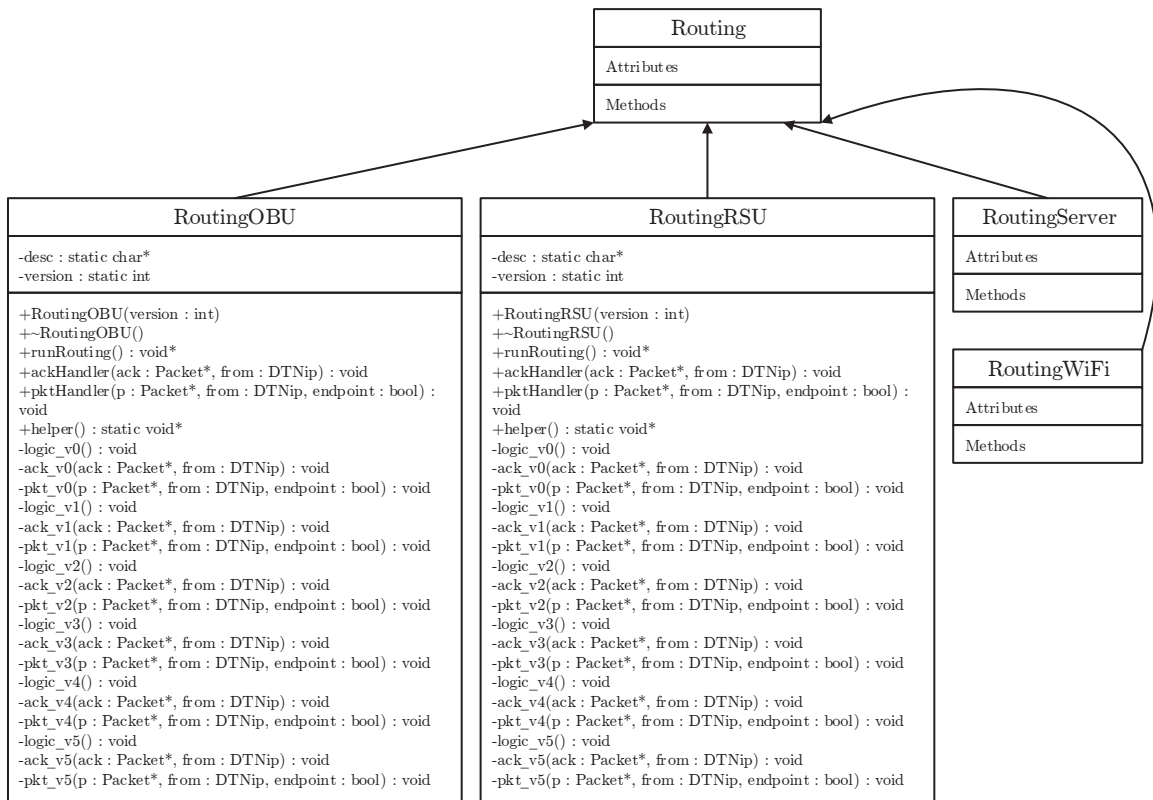 Routing
Attributes
Methods
RoutingOBU
-desc : static char*
-version : static int
+RoutingOBU(version : int)
+~RoutingOBU()
+runRouting() : void*
+ackHandler(ack : Packet*, from : DTNip) : void
+pktHandler(p : Packet*, from : DTNip, endpoint : bool) :
void
+helper() : static void*
-logic_v0() : void
-ack_v0(ack : Packet*, from : DTNip) : void
-pkt_v0(p : Packet*, from : DTNip, endpoint : bool) : void
-logic_v1() : void
-ack_v1(ack : Packet*, from : DTNip) : void
-pkt_v1(p : Packet*, from : DTNip, endpoint : bool) : void
-logic_v2() : void
-ack_v2(ack : Packet*, from : DTNip) : void
-pkt_v2(p : Packet*, from : DTNip, endpoint : bool) : void
-logic_v3() : void
-ack_v3(ack : Packet*, from : DTNip) : void
-pkt_v3(p : Packet*, from : DTNip, endpoint : bool) : void
-logic_v4() : void
-ack_v4(ack : Packet*, from : DTNip) : void
-pkt_v4(p : Packet*, from : DTNip, endpoint : bool) : void
-logic_v5() : void
-ack_v5(ack : Packet*, from : DTNip) : void
-pkt_v5(p : Packet*, from : DTNip, endpoint : bool) : void
RoutingRSU
-desc : static char*
-version : static int
+RoutingRSU(version : int)
+~RoutingRSU()
+runRouting() : void*
+ackHandler(ack : Packet*, from : DTNip) : void
+pktHandler(p : Packet*, from : DTNip, endpoint : bool) :
void
+helper() : static void*
-logic_v0() : void
-ack_v0(ack : Packet*, from : DTNip) : void
-pkt_v0(p : Packet*, from : DTNip, endpoint : bool) : void
-logic_v1() : void
-ack_v1(ack : Packet*, from : DTNip) : void
-pkt_v1(p : Packet*, from : DTNip, endpoint : bool) : void
-logic_v2() : void
-ack_v2(ack : Packet*, from : DTNip) : void
-pkt_v2(p : Packet*, from : DTNip, endpoint : bool) : void
-logic_v3() : void
-ack_v3(ack : Packet*, from : DTNip) : void
-pkt_v3(p : Packet*, from : DTNip, endpoint : bool) : void
-logic_v4() : void
-ack_v4(ack : Packet*, from : DTNip) : void
-pkt_v4(p : Packet*, from : DTNip, endpoint : bool) : void
-logic_v5() : void
-ack_v5(ack : Packet*, from : DTNip) : void
-pkt_v5(p : Packet*, from : DTNip, endpoint : bool) : void
RoutingServer
Attributes
Methods
RoutingWiFi
Attributes
Methods